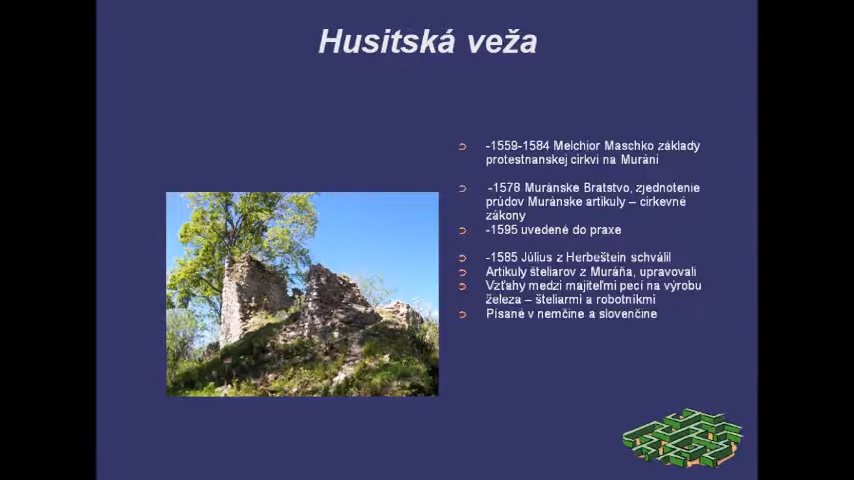 Husitská veža
-1559-1584 Melchior Maschko základy
protestnanskej cirkvi na Murání
-1578 Muránske Bratstvo, zjednotenie
prúdov Muránske artikuly – cirkevné
zákony
-1595 uvedené do praxe
-1585 Július z Herbeštein schválil
Artikuly šteliarov z Muráňa, upravovali
Vzťahy medzi majiteľmi pecí na výrobu
železa – šteliarmi a robotníkmi
Písané v nemčine a slovenčine